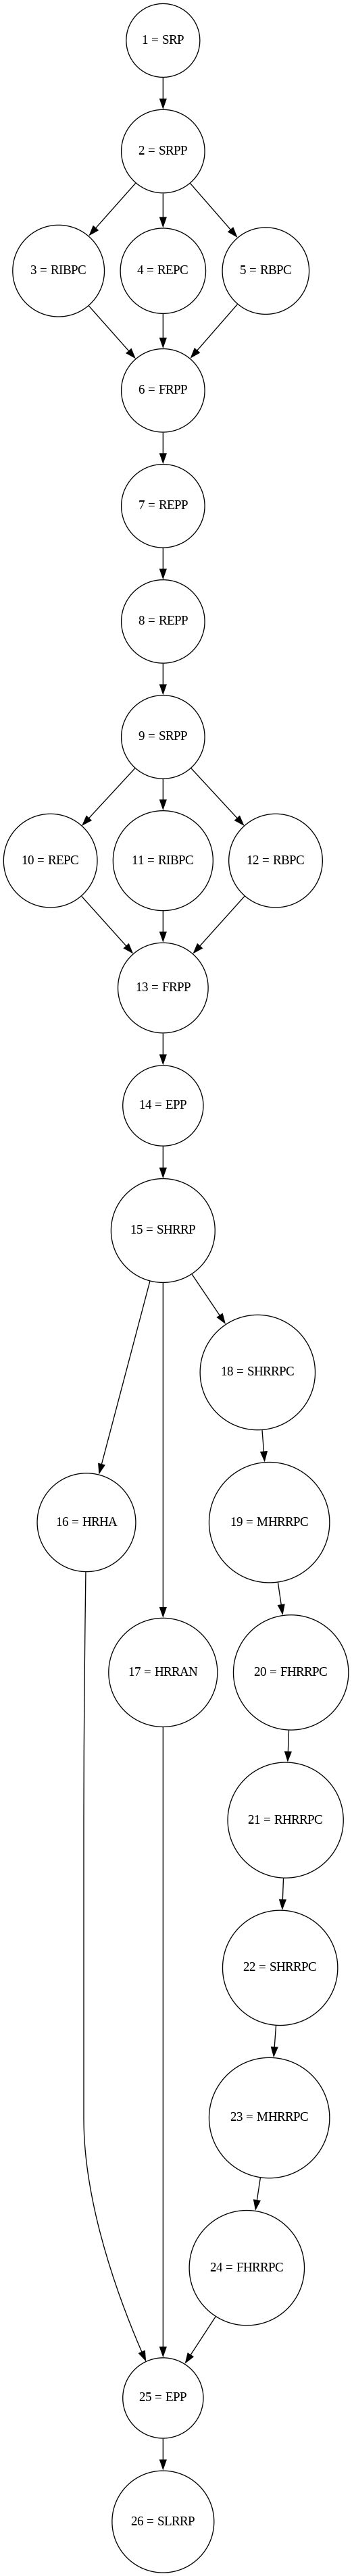 1 = SRP
2 = SRPP
3 = RIBPC
4 = REPC
5 = RBPC
6 = FRPP
7 = REPP
8 = REPP
9 = SRPP
10 = REPC
11 = RIBPC
12 = RBPC
13 = FRPP
14 = EPP
15 = SHRRP
18 = SHRRPC
16 = HRHA
19 = MHRRPC
17 = HRRAN
20 = FHRRPC
21 = RHRRPC
22 = SHRRPC
23 = MHRRPC
24 = FHRRPC
25 = EPP
26 = SLRRP